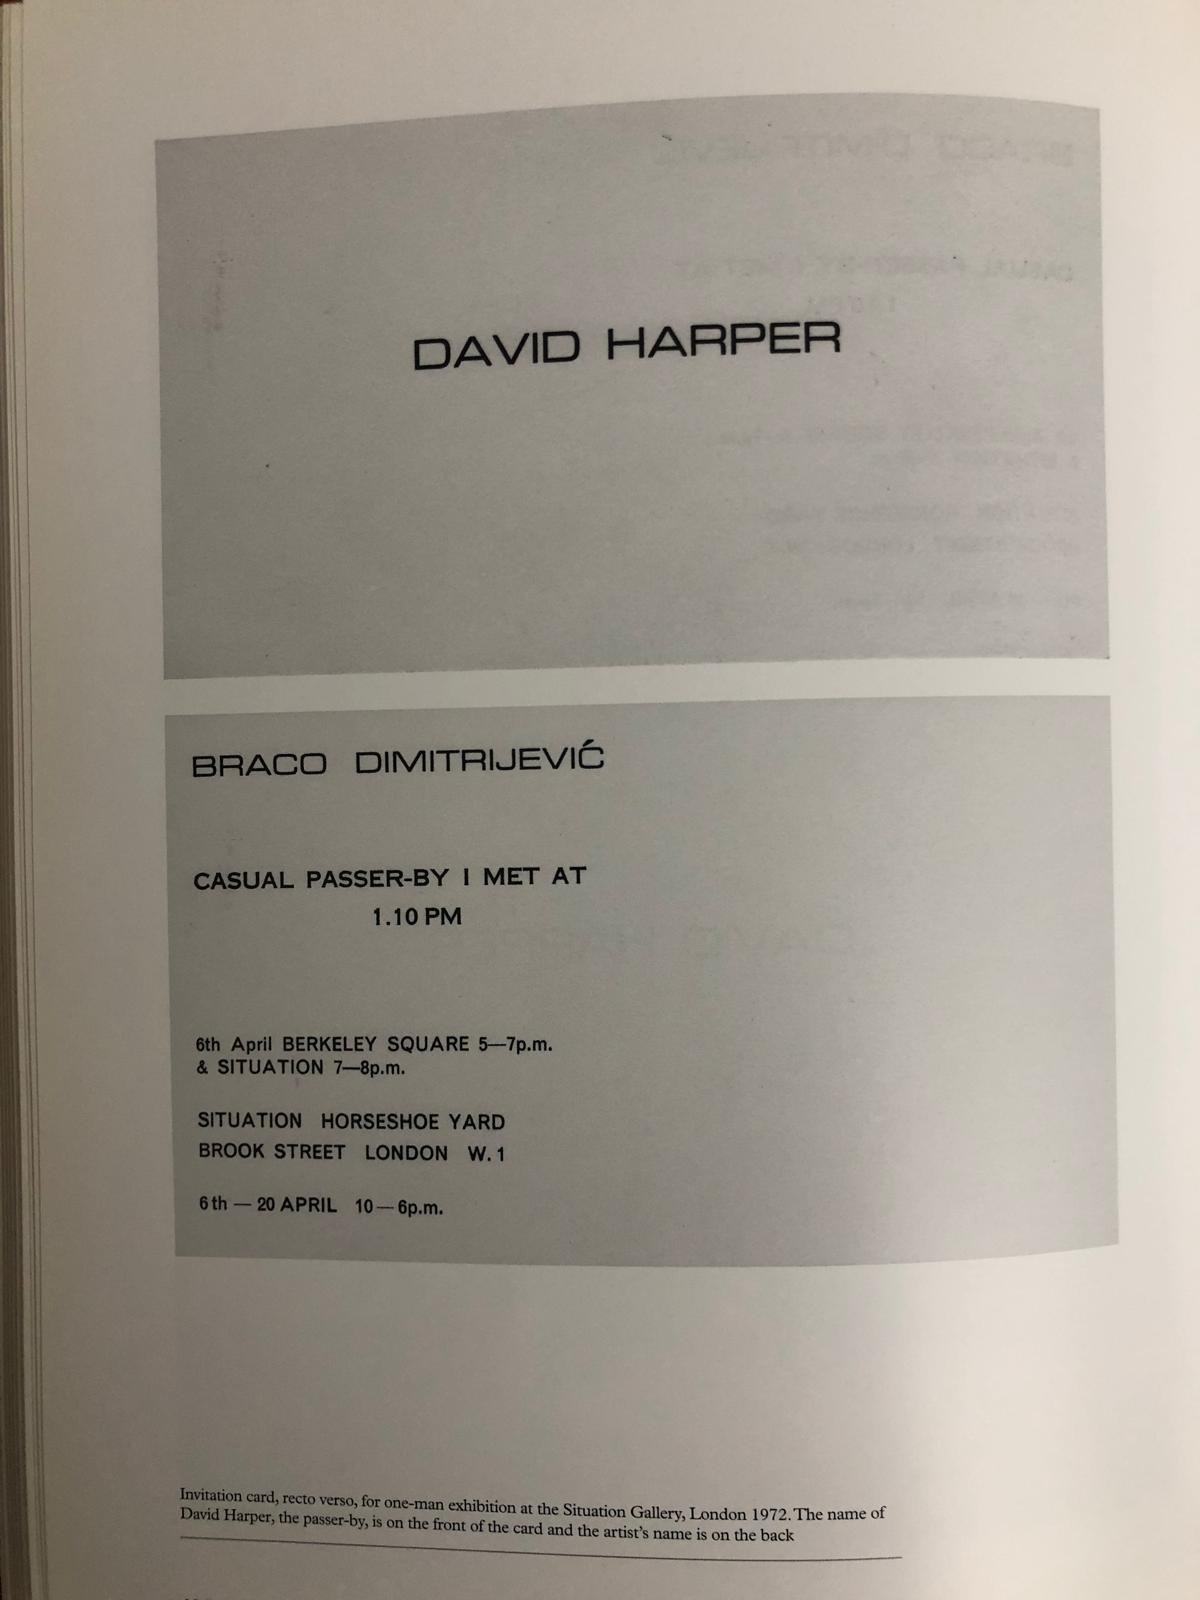 DAVID HARPER
BRACO DIMITRIJEVIĆ
CASUAL PASSER-BY I MET AT
1.10 PM
6th April BERKELEY SQUARE 5—7p.m.
& SITUATION 7—8p.m.
SITUATION HORSESHOE YARD
BROOK STREET LONDON W.1
6th — 20 APRIL 10 — 6p.m.
Invitation card, recto verso, for one-man exhibition at the Situation Gallery, London 1972. The name of
David Harper, the passer-by, is on the front of the card and the artist's name is on the back